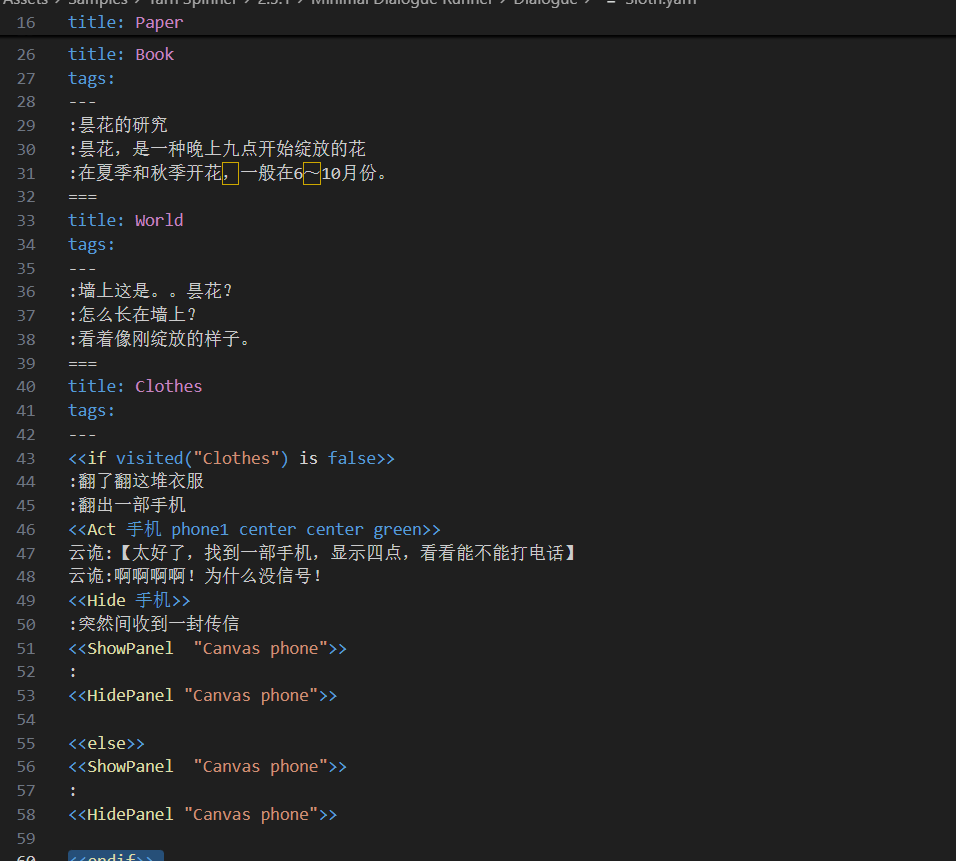 Assets > Samples > Yarn Spinner > 2.3.1 > Minimal Dialogue Runner > Dialogue > Sloth.yarn
16 title: Paper
26 title: Book
27 tags:
28 ---
29 :昙花的研究
30 :昙花，是一种晚上九点开始绽放的花
31 :在夏季和秋季开花，一般在6～10月份。
32 ===
33 title: World
34 tags:
35 ---
36 :墙上这是。。昙花？
37 :怎么长在墙上？
38 :看着像刚绽放的样子。
39 ===
40 title: Clothes
41 tags:
42 ---
43 <<if visited("Clothes") is false>>
44 :翻了翻这堆衣服
45 :翻出一部手机
46 <<Act 手机 phone1 center center green>>
47 云诡:【太好了，找到一部手机，显示四点，看看能不能打电话】
48 云诡:啊啊啊啊！为什么没信号！
49 <<Hide 手机>>
50 :突然间收到一封传信
51 <<ShowPanel  "Canvas phone">>
52 :
53 <<HidePanel "Canvas phone">>
54
55 <<else>>
56 <<ShowPanel  "Canvas phone">>
57 :
58 <<HidePanel "Canvas phone">>
59
60 <<endif>>